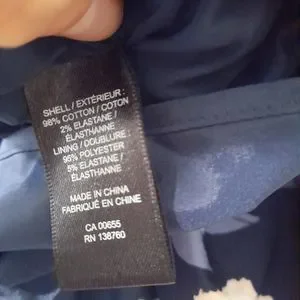 SHELL / EXTÉRIEUR :
98% COTTON / COTON
2% ELASTANE /
ÉLASTHANNE
LINING / DOUBLURE :
95% POLYESTER
5% ELASTANE /
ÉLASTHANNE
MADE IN CHINA
FABRIQUÉ EN CHINE
CA 00655
RN 138760